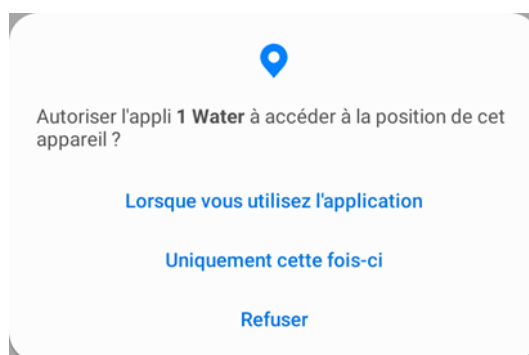 Autoriser l'appli 1 Water à accéder à la position de cet
appareil ?
Lorsque vous utilisez l'application
Uniquement cette fois-ci
Refuser